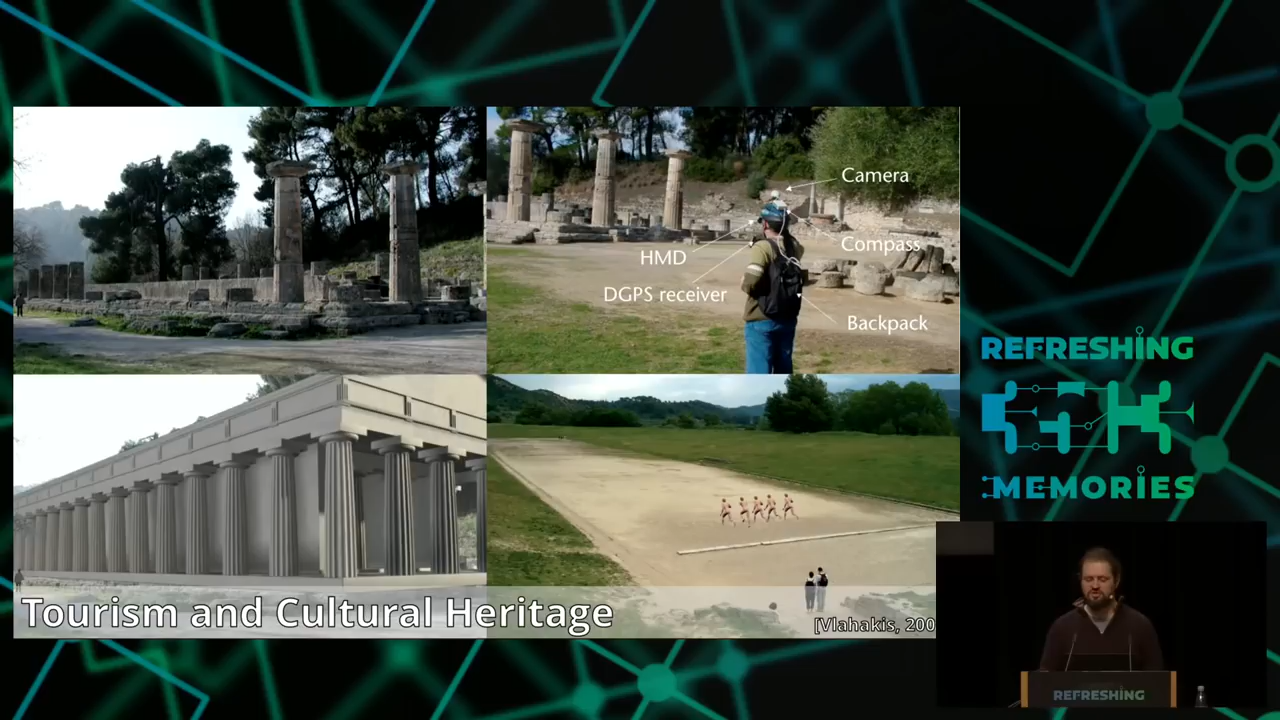 Camera
Compass
HMD
DGPS receiver
Backpack
Tourism and Cultural Heritage
[Vlahakis, 200
REFRESHING
MEMORIES
REFRESHING